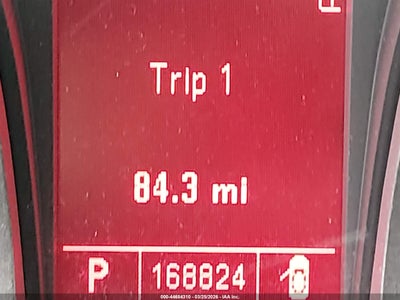 Trip 1
84.3 mi
P 168824
000-44684310 - 03/25/2026 - IAA Inc.